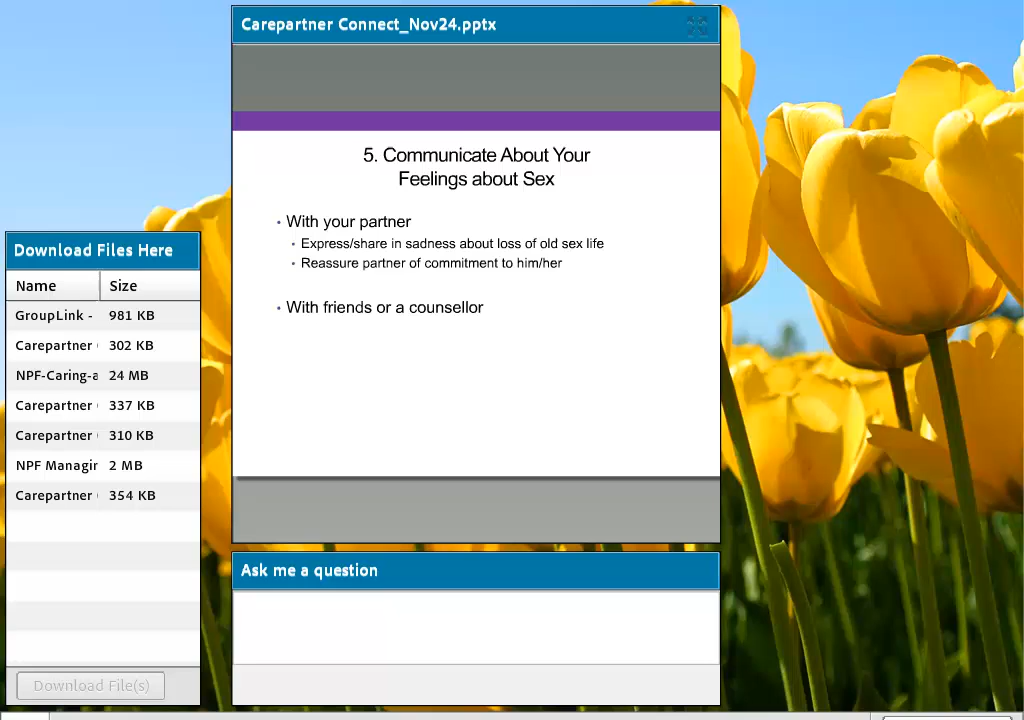 Carepartner Connect_Nov24.pptx
5. Communicate About Your
Feelings about Sex
• With your partner
• Express/share in sadness about loss of old sex life
• Reassure partner of commitment to him/her
• With friends or a counsellor
Download Files Here
Name Size
GroupLink - 981 KB
Carepartner 302 KB
NPF-Caring-a 24 MB
Carepartner 337 KB
Carepartner 310 KB
NPF Managin 2 MB
Carepartner 354 KB
Download File(s)
Ask me a question